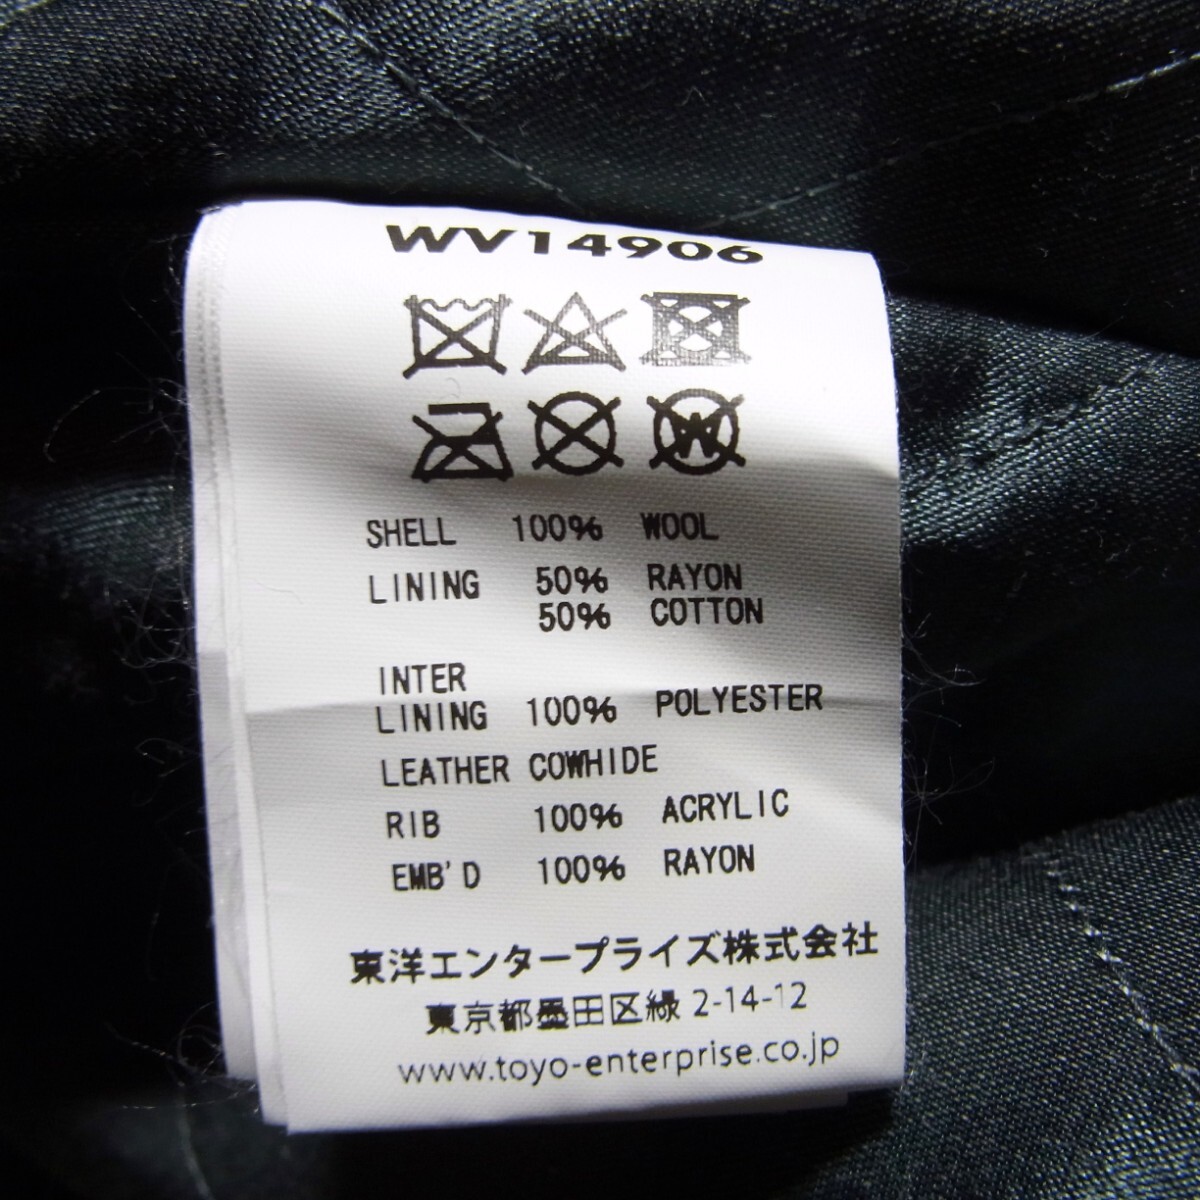 WV14906
W
SHELL 100% WOOL
LINING 50% RAYON
50% COTTON
INTER
LINING 100% POLYESTER
LEATHER COWHIDE
RIB 100% ACRYLIC
EMB'D 100% RAYON
東洋エンタープライズ株式会社
東京都墨田区緑 2-14-12
www.toyo-enterprise.co.jp